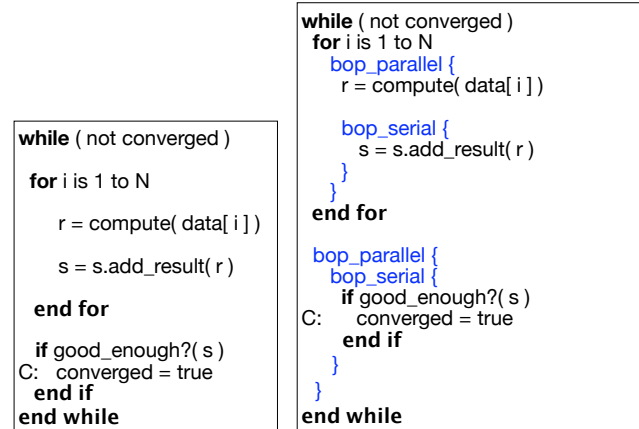 while ( not converged )
for i is 1 to N
r = compute( data[ i ] )
s = s.add_result( r )
end for
if good_enough?( s )
C: converged = true
end if
end while
while ( not converged )
for i is 1 to N
bop_parallel {
r = compute( data[ i ] )
bop_serial {
s = s.add_result( r )
}
}
end for
bop_parallel {
bop_serial {
if good_enough?( s )
C: converged = true
end if
}
}
end while